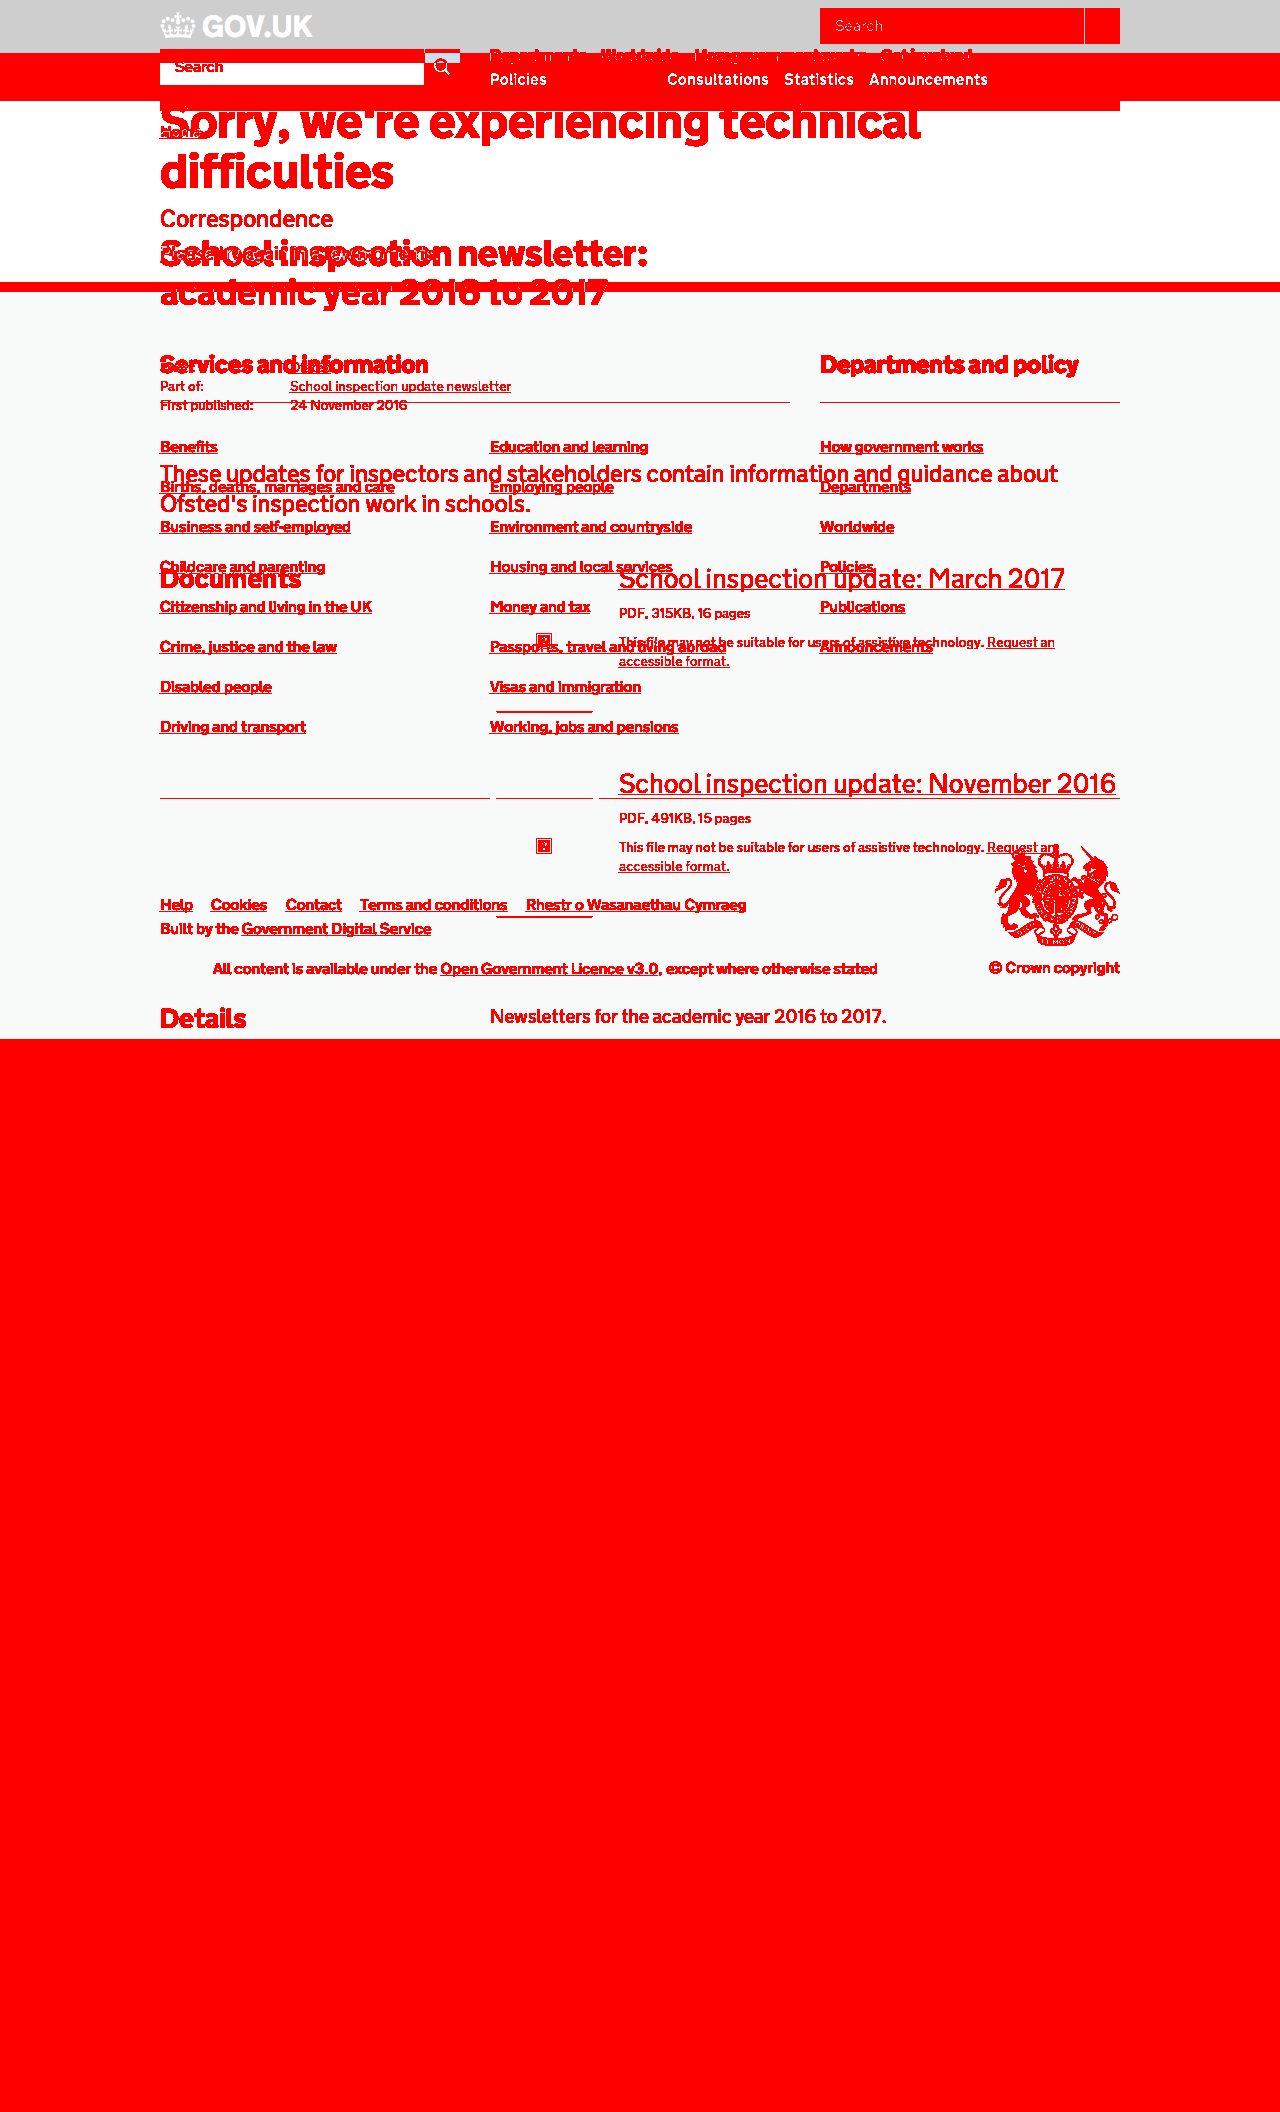 GOV.UK
Search
Search
Departments Worldwide How government works Get involved
Policies Consultations Statistics Announcements
Home
Sorry, we're experiencing technical
difficulties
Correspondence
School inspection newsletter:
academic year 2016 to 2017
Services and information
Departments and policy
Part of: School inspection update newsletter
First published: 24 November 2016
Benefits Education and learning How government works
These updates for inspectors and stakeholders contain information and guidance about
Births, deaths, marriages and care Employing people Departments
Ofsted's inspection work in schools.
Business and self-employed Environment and countryside Worldwide
Childcare and parenting Housing and local services Policies
Documents
School inspection update: March 2017
Citizenship and living in the UK Money and tax Publications
PDF, 315KB, 16 pages
Crime, justice and the law Passports, travel and living abroad Announcements
This file may not be suitable for users of assistive technology. Request an
accessible format.
Disabled people Visas and immigration
Driving and transport Working, jobs and pensions
School inspection update: November 2016
PDF, 491KB, 15 pages
This file may not be suitable for users of assistive technology. Request an
accessible format.
Help Cookies Contact Terms and conditions Rhestr o Wasanaethau Cymraeg
Built by the Government Digital Service
All content is available under the Open Government Licence v3.0, except where otherwise stated
© Crown copyright
Details
Newsletters for the academic year 2016 to 2017.